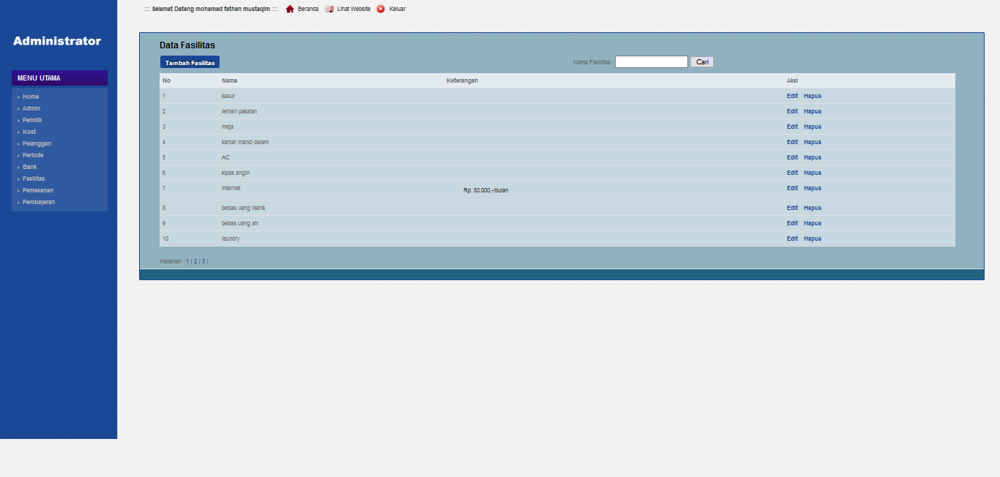 :::: Selamat Datang mohamad fathan mustaqim :::: Beranda Lihat Website Keluar
Administrator
MENU UTAMA
Home
Admin
Pemilik
Kost
Pelanggan
Periode
Bank
Fasilitas
Pemesanan
Pembayaran
Data Fasilitas
Tambah Fasilitas Nama Fasilitas : Cari
No Nama Keterangan Aksi
1 kasur Edit Hapus
2 lemari pakaian Edit Hapus
3 meja Edit Hapus
4 kamar mandi dalam Edit Hapus
5 AC Edit Hapus
6 kipas angin Edit Hapus
7 internet Rp. 50.000,-/bulan Edit Hapus
8 bebas uang listrik Edit Hapus
9 bebas uang air Edit Hapus
10 laundry Edit Hapus
Halaman : 1 | 2 | 3 |